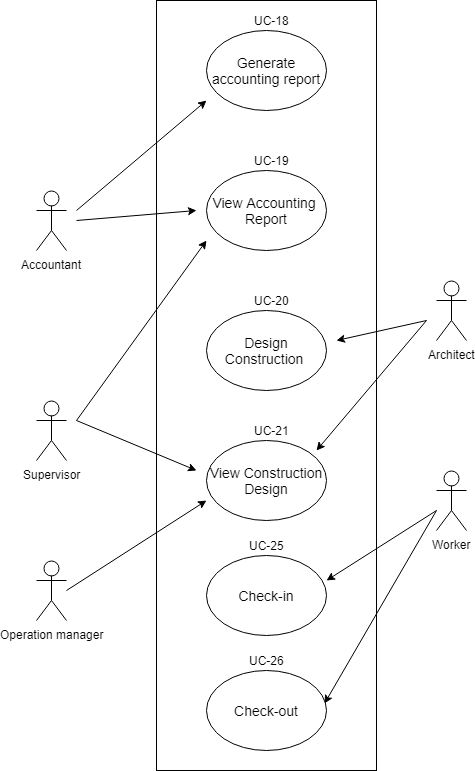 UC-18
Generate
accounting report
UC-19
View Accounting
Report
Accountant
UC-20
Design
Construction
Architect
UC-21
View Construction
Design
Supervisor
UC-25
Check-in
Worker
Operation manager
UC-26
Check-out